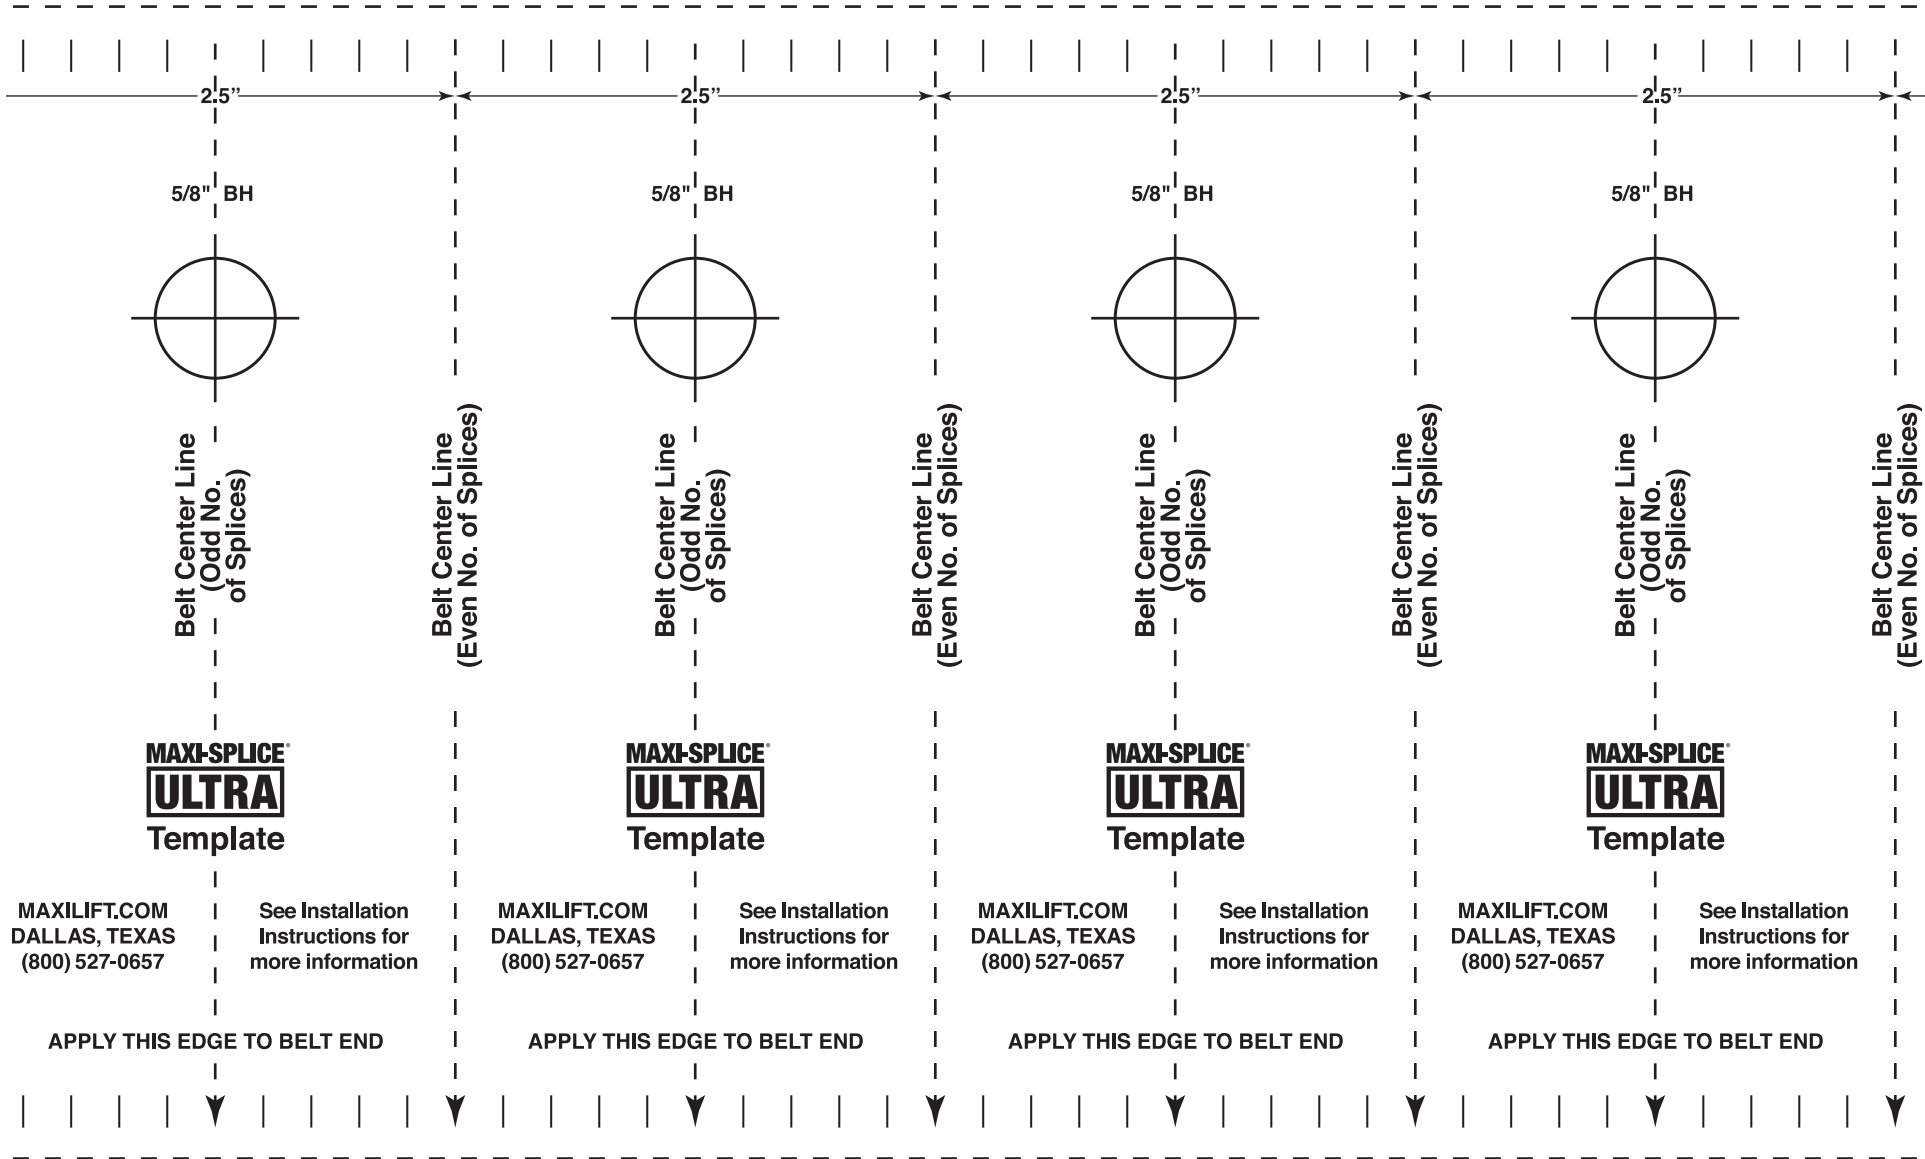 2.5” 2.5” 2.5” 2.5”
5/8" BH 5/8" BH 5/8" BH 5/8" BH
Belt Center Line
(Odd No.
of Splices)
Belt Center Line
(Even No. of Splices)
Belt Center Line
(Odd No.
of Splices)
Belt Center Line
(Even No. of Splices)
Belt Center Line
(Odd No.
of Splices)
Belt Center Line
(Even No. of Splices)
Belt Center Line
(Odd No.
of Splices)
Belt Center Line
(Even No. of Splices)
MAXI-SPLICE® MAXI-SPLICE® MAXI-SPLICE® MAXI-SPLICE®
ULTRA ULTRA ULTRA ULTRA
Template Template Template Template
MAXILIFT.COM
DALLAS, TEXAS
(800) 527-0657
See Installation
Instructions for
more information
MAXILIFT.COM
DALLAS, TEXAS
(800) 527-0657
See Installation
Instructions for
more information
MAXILIFT.COM
DALLAS, TEXAS
(800) 527-0657
See Installation
Instructions for
more information
MAXILIFT.COM
DALLAS, TEXAS
(800) 527-0657
See Installation
Instructions for
more information
APPLY THIS EDGE TO BELT END APPLY THIS EDGE TO BELT END APPLY THIS EDGE TO BELT END APPLY THIS EDGE TO BELT END